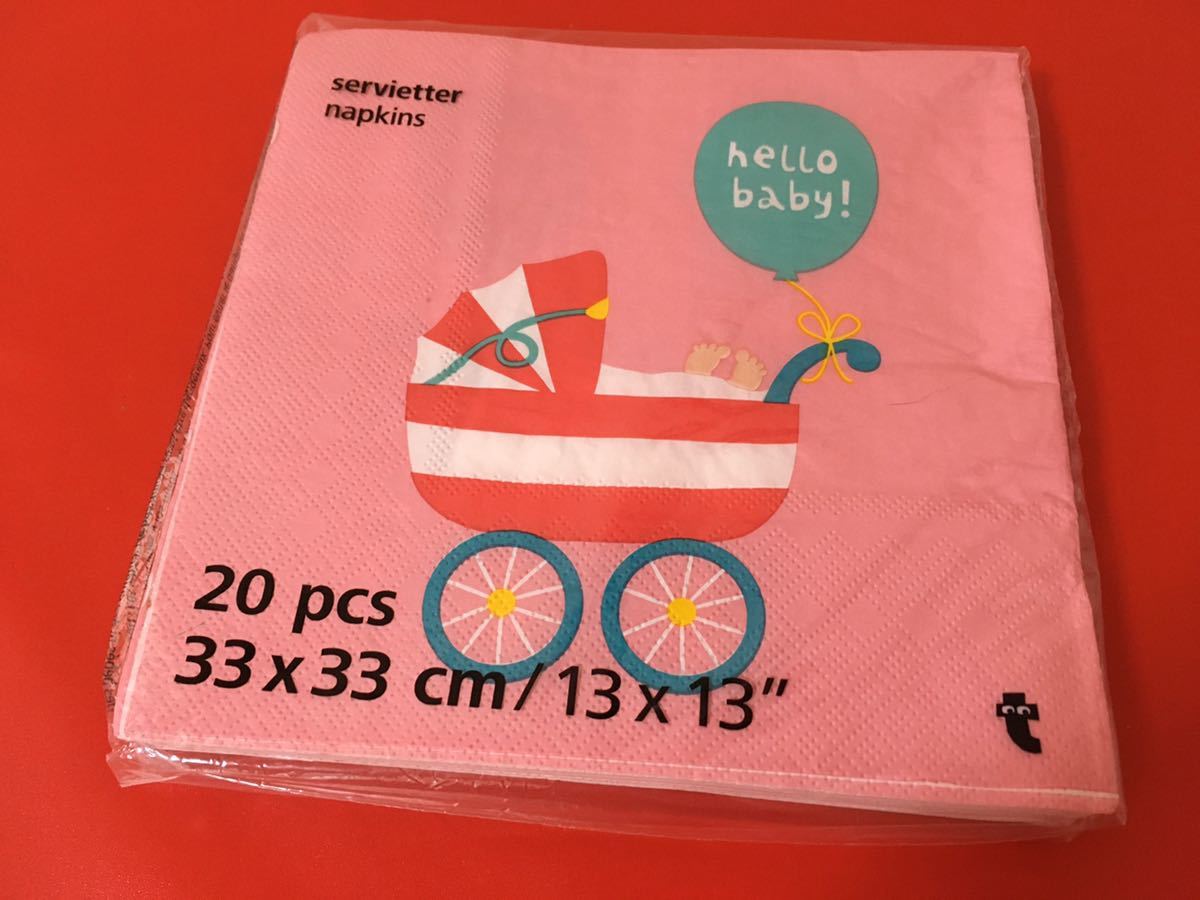 servietter
napkins
hello
baby!
20 pcs
33 x 33 cm / 13 x 13"
t